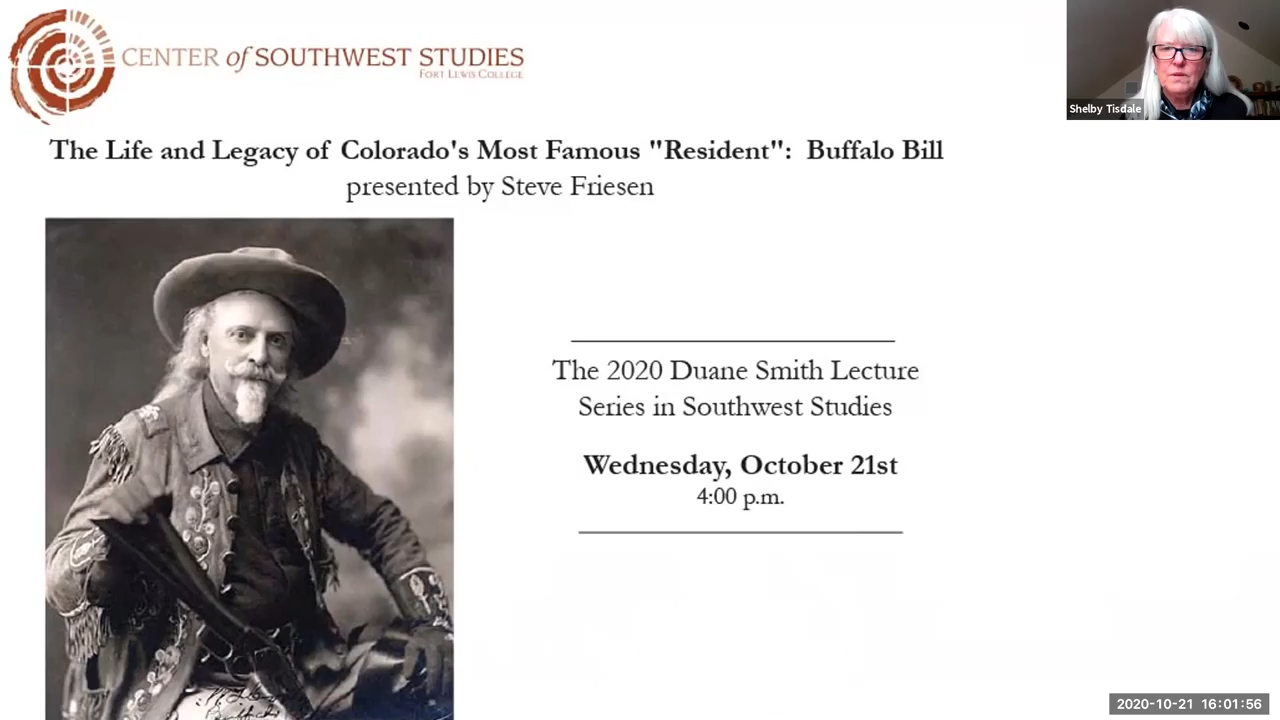 CENTER of SOUTHWEST STUDIES
FORT LEWIS COLLEGE
Shelby Tisdale
The Life and Legacy of Colorado's Most Famous "Resident": Buffalo Bill
presented by Steve Friesen
The 2020 Duane Smith Lecture
Series in Southwest Studies
Wednesday, October 21st
4:00 p.m.
2020-10-21 16:01:56